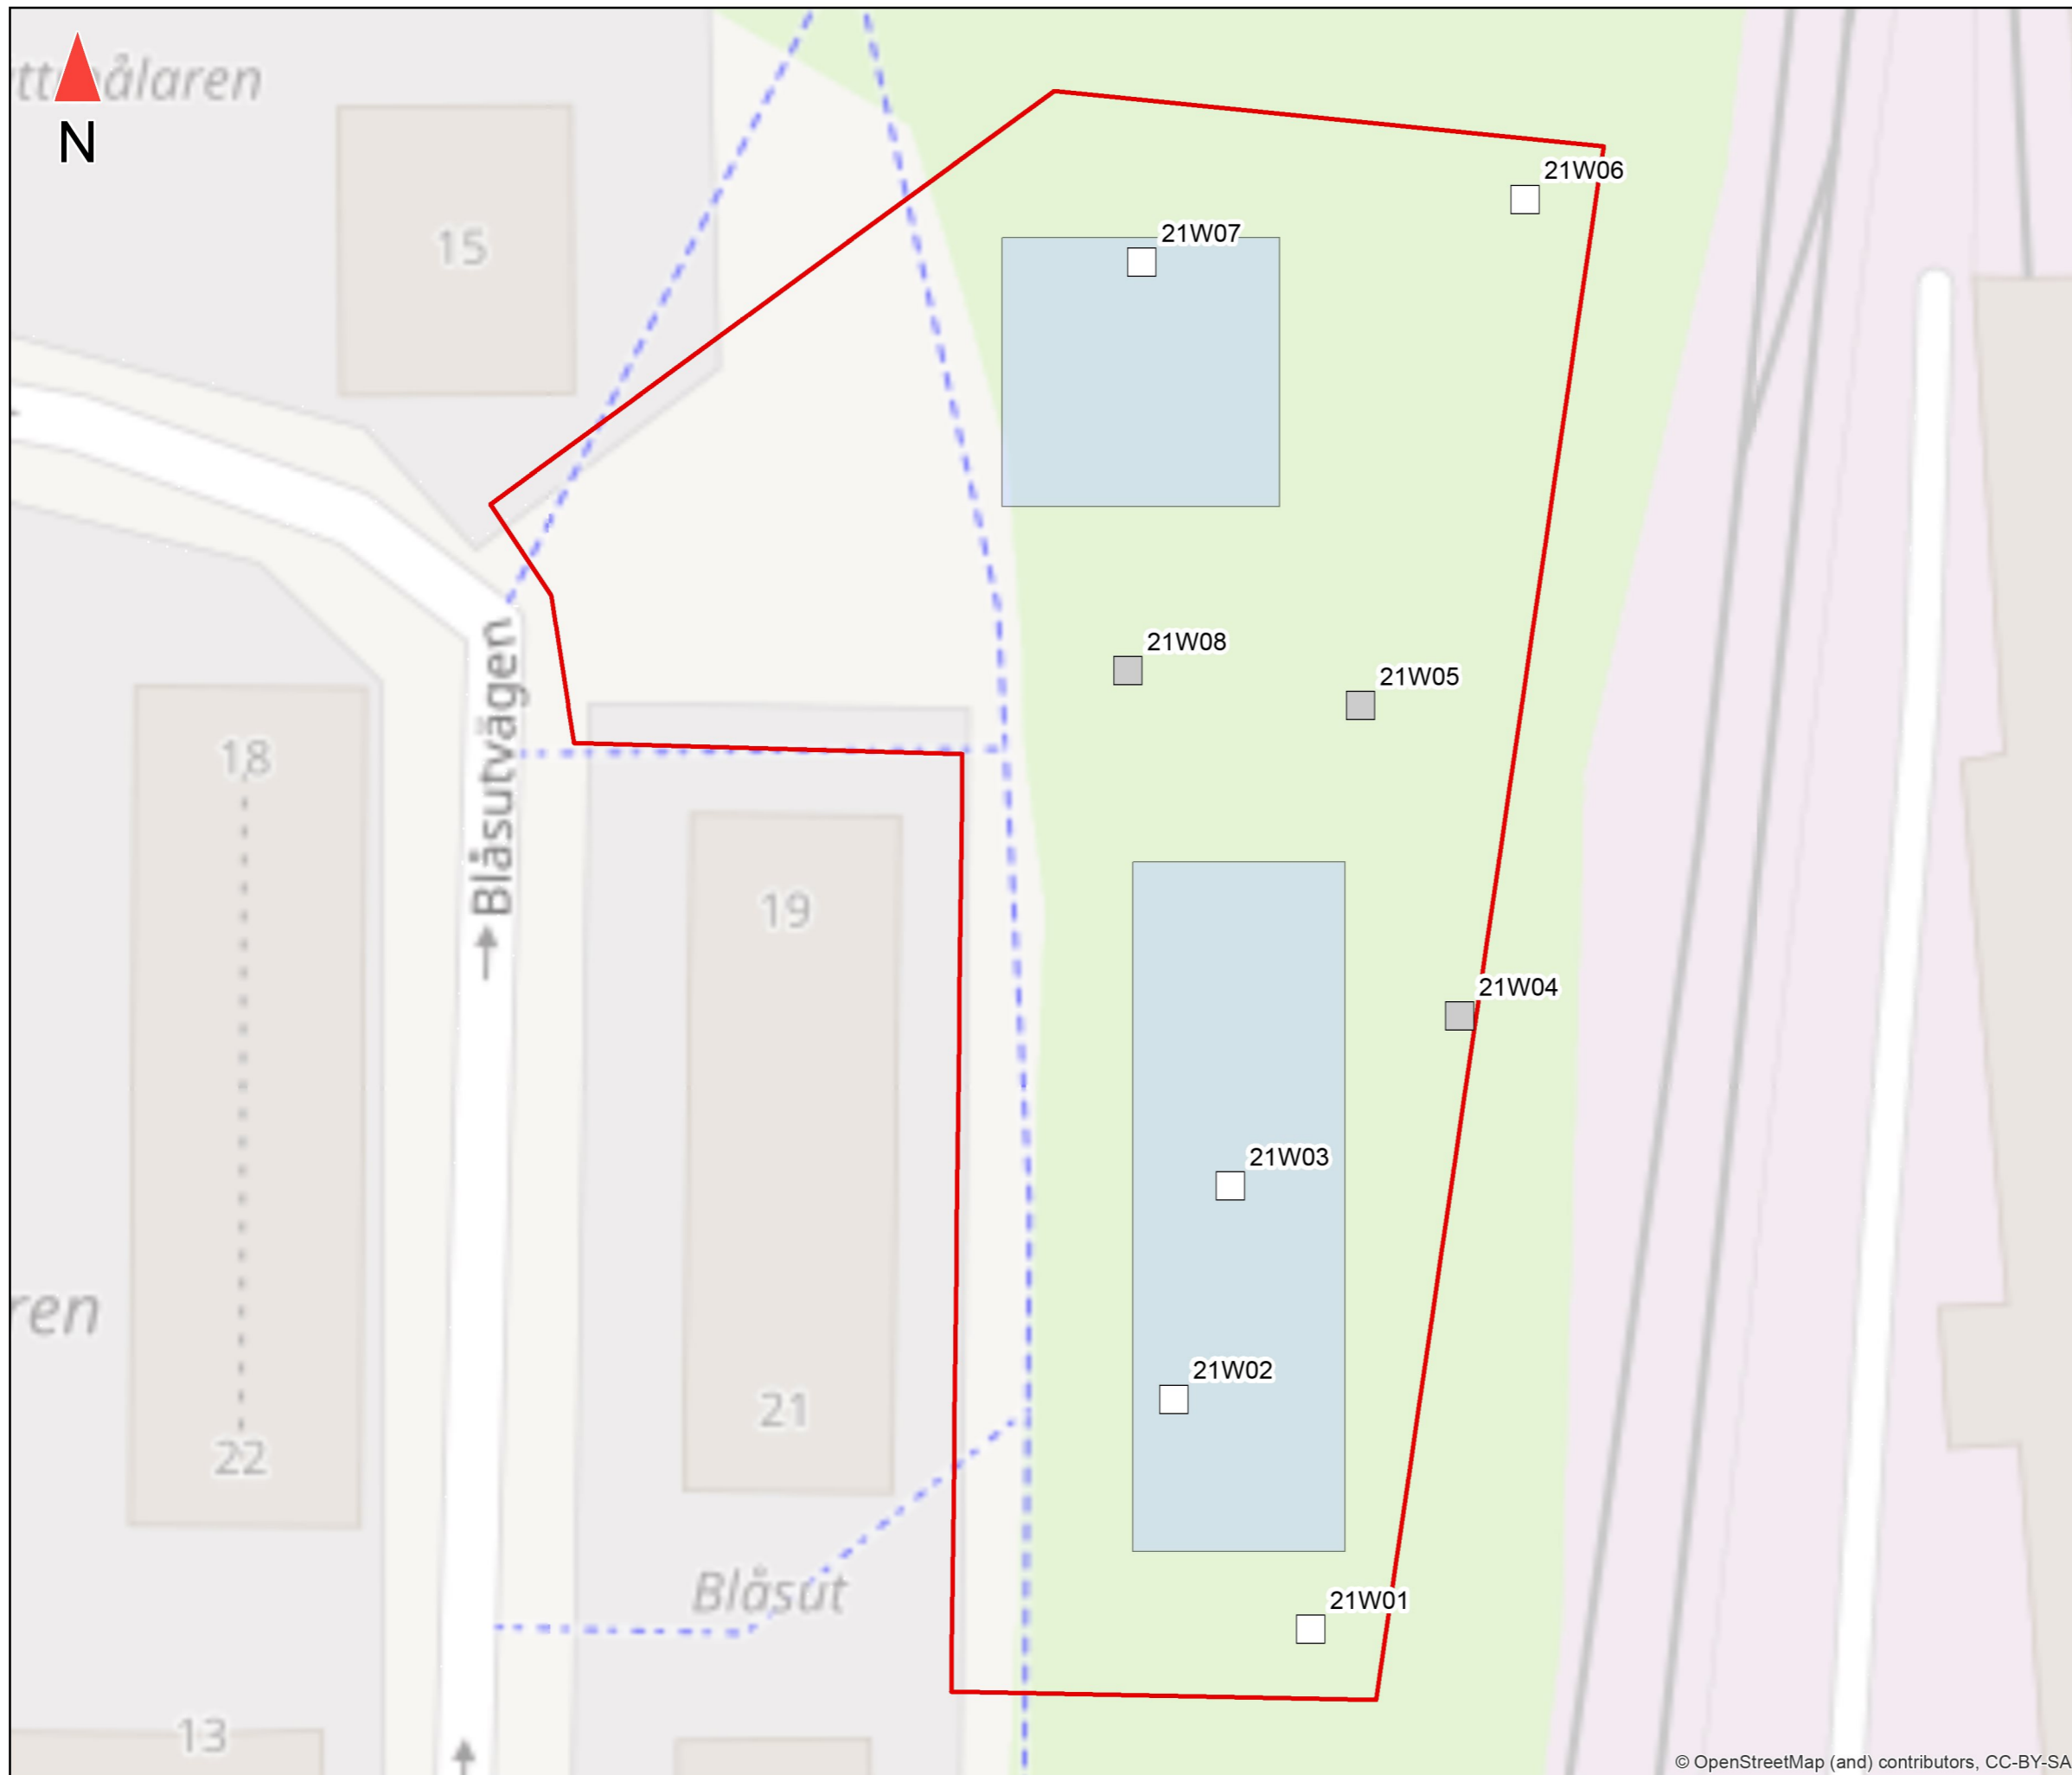 ttmålaren
N
21W06
21W07
15
21W08
21W05
Blåsutvägen
18
19
21W04
21W03
ren
21W02
21
22
Blåsut
21W01
13
© OpenStreetMap (and) contributors, CC-BY-SA